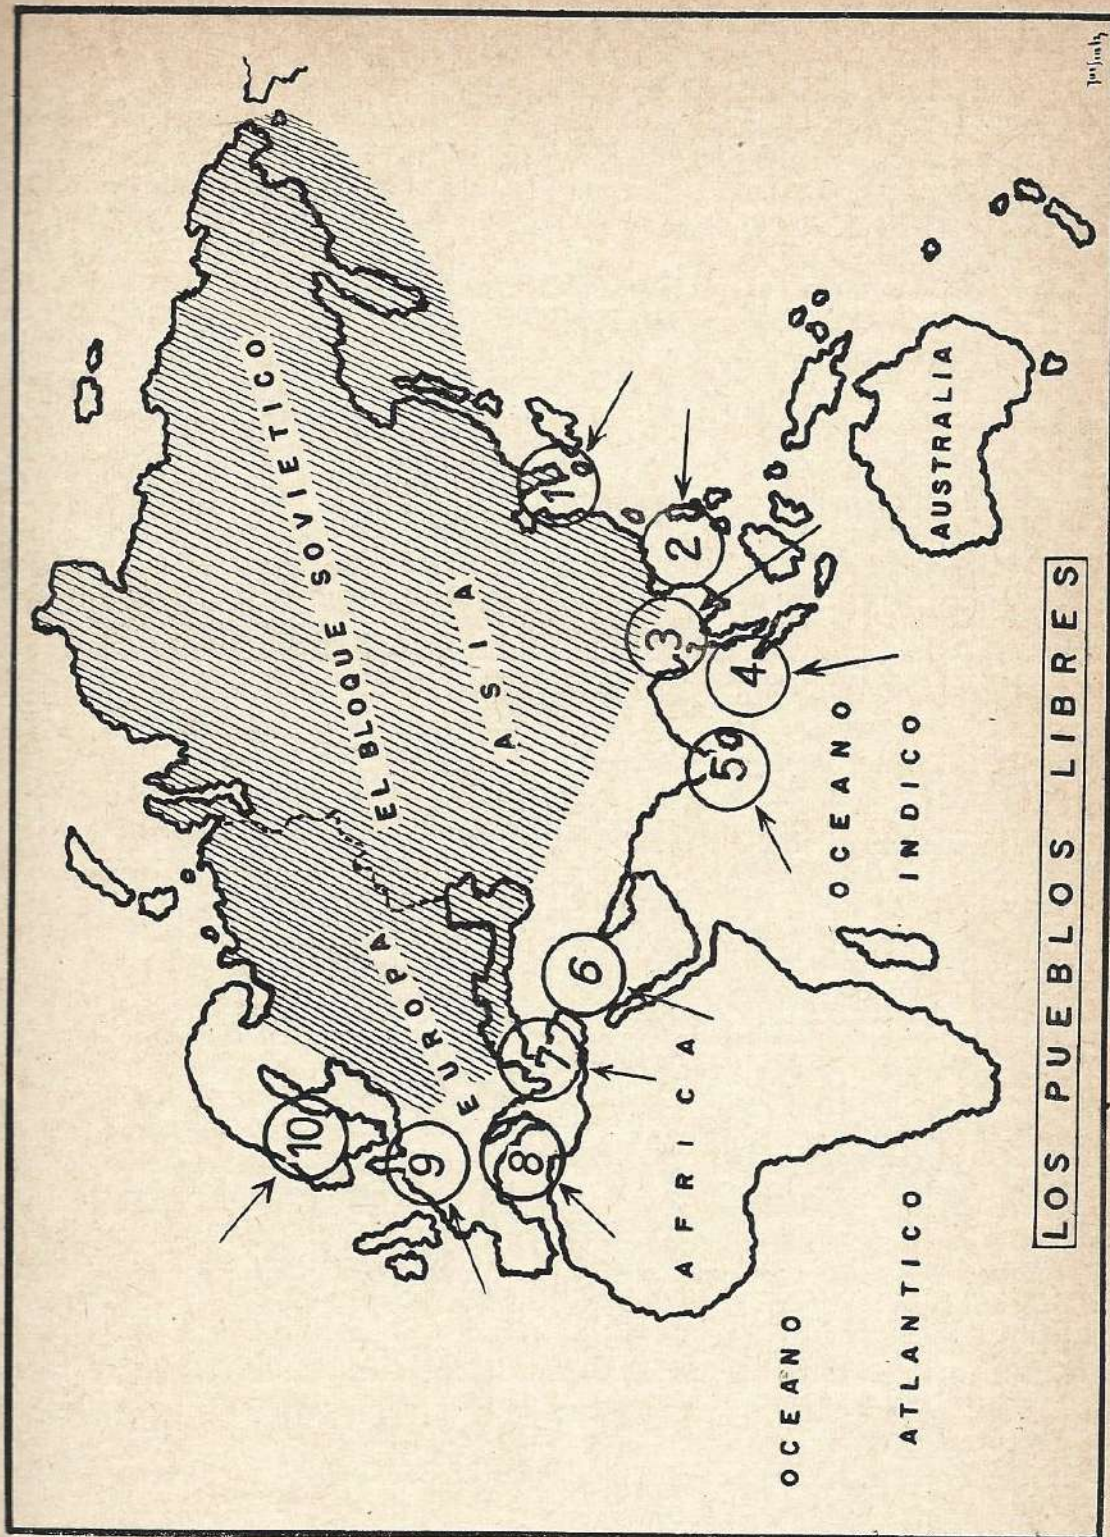 EL BLOQUE SOVIETICO
ASIA
EUROPA
10
9
8
7
6
5
4
3
2
1
AFRICA
OCEANO
INDICO
AUSTRALIA
OCEANO
ATLANTICO
LOS PUEBLOS LIBRES